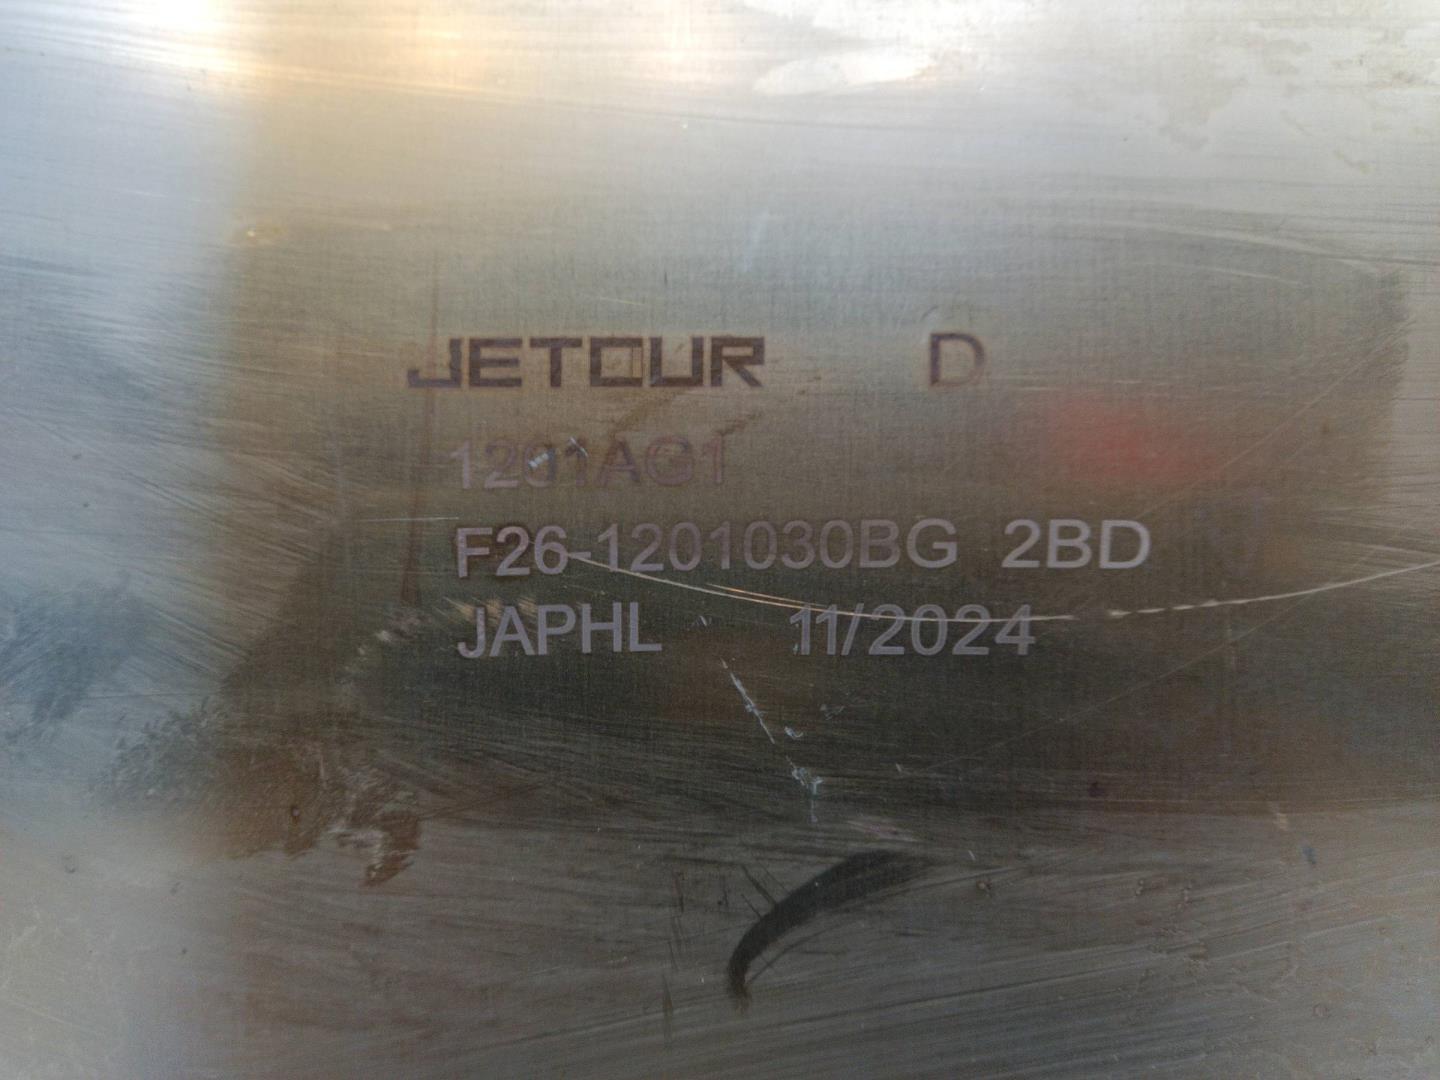 JETOUR D
1201AG1
F26-1201030BG 2BD
JAPHL 11/2024